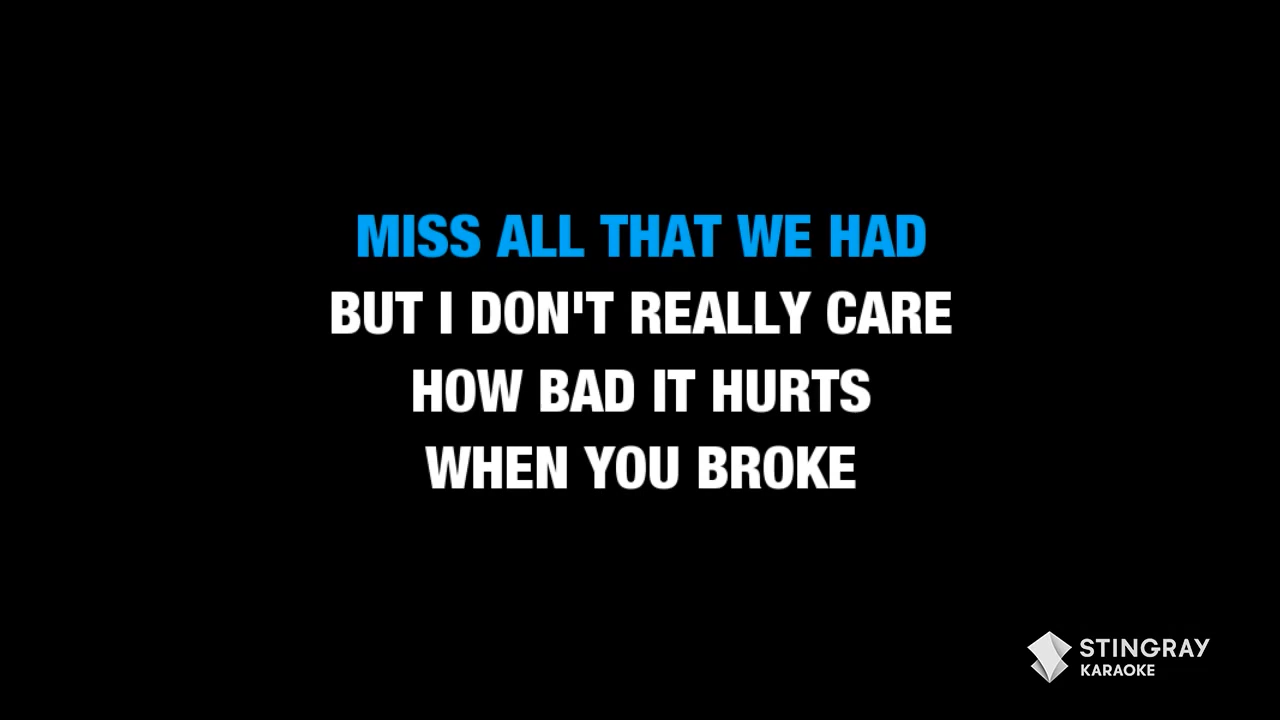 MISS ALL THAT WE HAD
BUT I DON'T REALLY CARE
HOW BAD IT HURTS
WHEN YOU BROKE
STINGRAY
KARAOKE